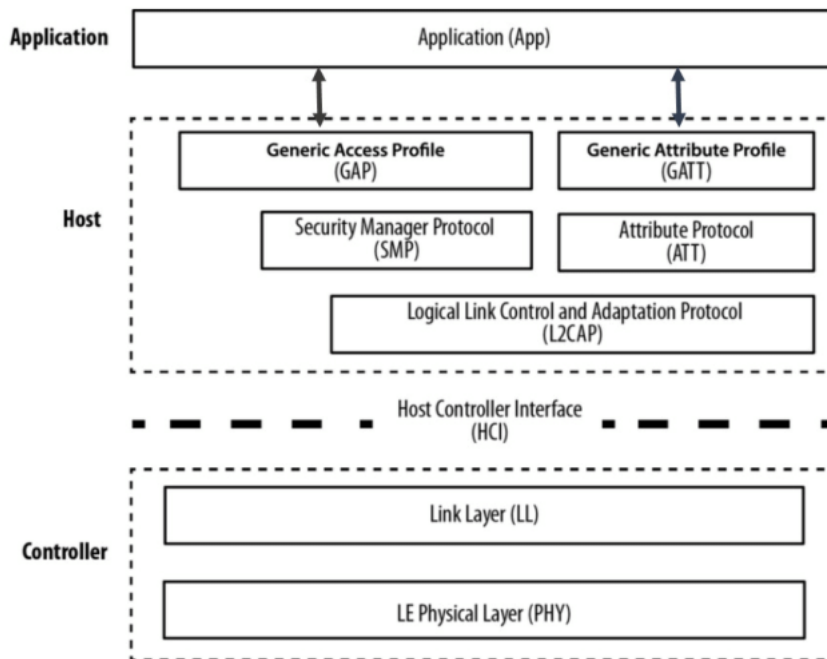 Application
Application (App)
Host
Generic Access Profile
(GAP)
Generic Attribute Profile
(GATT)
Security Manager Protocol
(SMP)
Attribute Protocol
(ATT)
Logical Link Control and Adaptation Protocol
(L2CAP)
Host Controller Interface
(HCI)
Controller
Link Layer (LL)
LE Physical Layer (PHY)